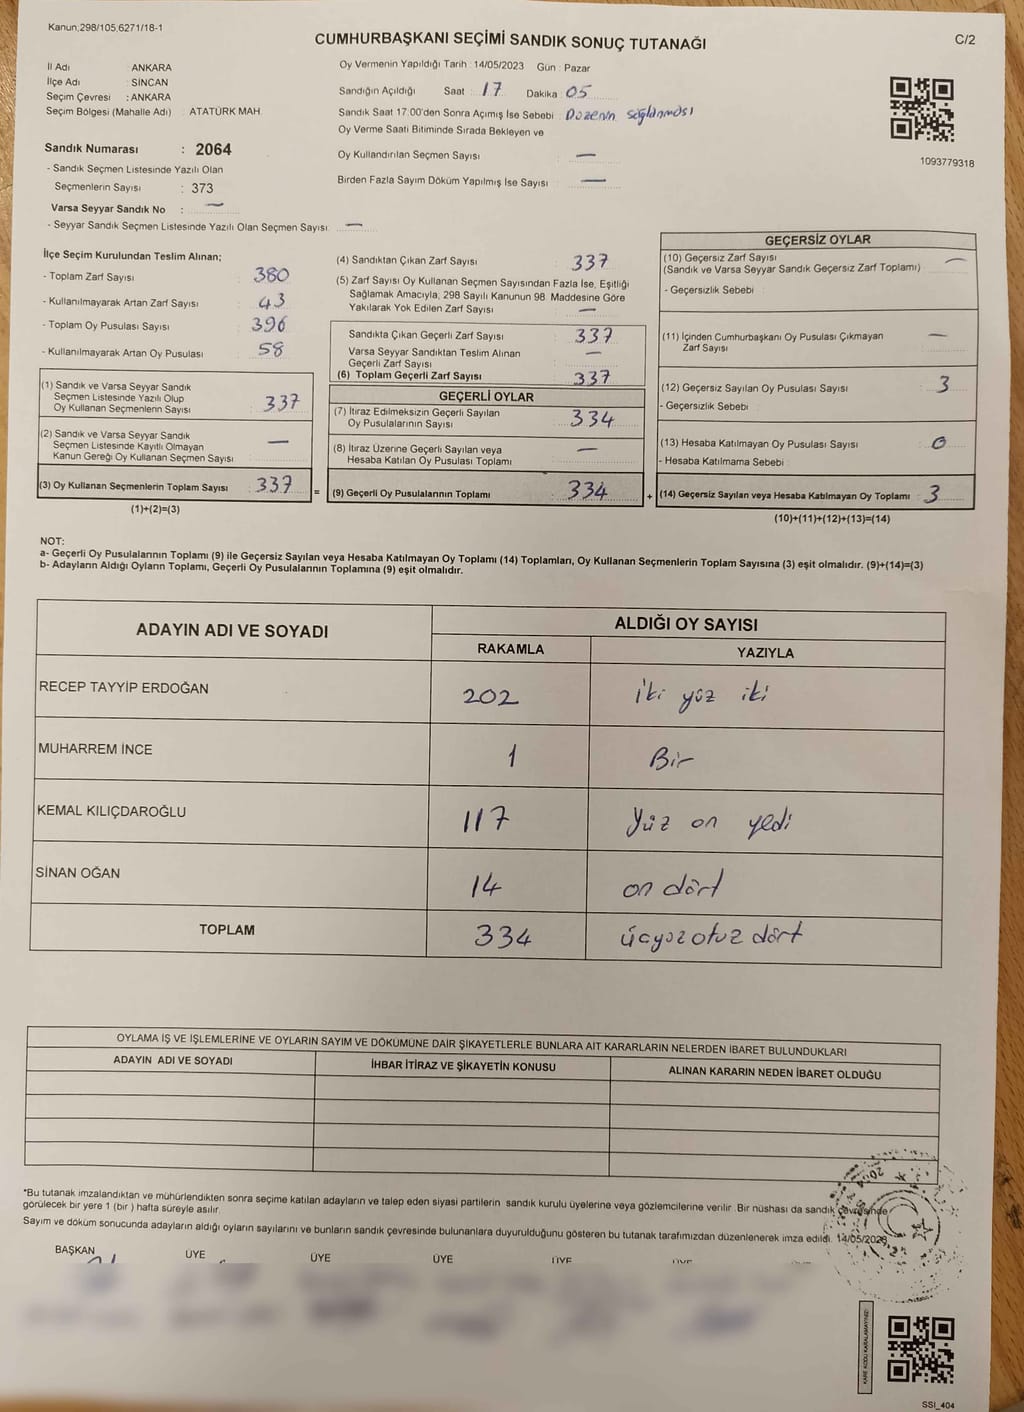 Kanun,298/105,6271/18-1
C/2
CUMHURBAŞKANI SEÇİMİ SANDIK SONUÇ TUTANAĞI
İl Adı ANKARA
İlçe Adı : SİNCAN
Seçim Çevresi : ANKARA
Seçim Bölgesi (Mahalle Adı) : ATATÜRK MAH.
Sandık Numarası : 2064
- Sandık Seçmen Listesinde Yazılı Olan
Seçmenlerin Sayısı : 373
Varsa Seyyar Sandık No : —
- Seyyar Sandık Seçmen Listesinde Yazılı Olan Seçmen Sayısı: —
Oy Vermenin Yapıldığı Tarih : 14/05/2023 Gün : Pazar
Sandığın Açıldığı Saat : 17 Dakika : 05
Sandık Saat 17:00'den Sonra Açımış İse Sebebi : Düzenin sağlanması
Oy Verme Saati Bitiminde Sırada Bekleyen ve
Oy Kullandırılan Seçmen Sayısı : —
Birden Fazla Sayım Döküm Yapılmış İse Sayısı : —
1093779318
İlçe Seçim Kurulundan Teslim Alınan;
- Toplam Zarf Sayısı : 380
- Kullanılmayarak Artan Zarf Sayısı : 43
- Toplam Oy Pusulası Sayısı : 396
- Kullanılmayarak Artan Oy Pusulası : 58
(1) Sandık ve Varsa Seyyar Sandık
Seçmen Listesinde Yazılı Olup
Oy Kullanan Seçmenlerin Sayısı : 337
(2) Sandık ve Varsa Seyyar Sandık
Seçmen Listesinde Kayıtlı Olmayan
Kanun Gereği Oy Kullanan Seçmen Sayısı : —
(3) Oy Kullanan Seçmenlerin Toplam Sayısı : 337
(1)+(2)=(3)
=
(4) Sandıktan Çıkan Zarf Sayısı : 337
(5) Zarf Sayısı Oy Kullanan Seçmen Sayısından Fazla İse, Eşitliği
Sağlamak Amacıyla, 298 Sayılı Kanunun 98. Maddesine Göre
Yakılarak Yok Edilen Zarf Sayısı : —
Sandıkta Çıkan Geçerli Zarf Sayısı : 337
Varsa Seyyar Sandıktan Teslim Alınan
Geçerli Zarf Sayısı : —
(6) Toplam Geçerli Zarf Sayısı : 337
GEÇERLİ OYLAR
(7) İtiraz Edilmeksizin Geçerli Sayılan
Oy Pusulalarının Sayısı : 334
(8) İtiraz Üzerine Geçerli Sayılan veya
Hesaba Katılan Oy Pusulası Toplamı : —
(9) Geçerli Oy Pusulalarının Toplamı : 334
+
GEÇERSİZ OYLAR
(10) Geçersiz Zarf Sayısı : —
(Sandık ve Varsa Seyyar Sandık Geçersiz Zarf Toplamı)
- Geçersizlik Sebebi :
(11) İçinden Cumhurbaşkanı Oy Pusulası Çıkmayan
Zarf Sayısı : —
(12) Geçersiz Sayılan Oy Pusulası Sayısı : 3
- Geçersizlik Sebebi :
(13) Hesaba Katılmayan Oy Pusulası Sayısı : 0
- Hesaba Katılmama Sebebi :
(14) Geçersiz Sayılan veya Hesaba Katılmayan Oy Toplamı : 3
(10)+(11)+(12)+(13)=(14)
NOT:
a- Geçerli Oy Pusulalarının Toplamı (9) ile Geçersiz Sayılan veya Hesaba Katılmayan Oy Toplamı (14) Toplamları, Oy Kullanan Seçmenlerin Toplam Sayısına (3) eşit olmalıdır. (9)+(14)=(3)
b- Adayların Aldığı Oyların Toplamı, Geçerli Oy Pusulalarının Toplamına (9) eşit olmalıdır.
ADAYIN ADI VE SOYADI
ALDIĞI OY SAYISI
RAKAMLA YAZIYLA
RECEP TAYYİP ERDOĞAN 202 iki yüz iki
MUHARREM İNCE 1 Bir
KEMAL KILIÇDAROĞLU 117 Yüz on yedi
SİNAN OĞAN 14 on dört
TOPLAM 334 üçyüz otuz dört
OYLAMA İŞ VE İŞLEMLERİNE VE OYLARIN SAYIM VE DÖKÜMÜNE DAİR ŞİKAYETLERLE BUNLARA AİT KARARLARIN NELERDEN İBARET BULUNDUKLARI
ADAYIN ADI VE SOYADI İHBAR İTİRAZ VE ŞİKAYETİN KONUSU ALINAN KARARIN NEDEN İBARET OLDUĞU
*Bu tutanak imzalandıktan ve mühürlendikten sonra seçime katılan adayların ve talep eden siyasi partilerin sandık kurulu üyelerine veya gözlemcilerine verilir. Bir nüshası da sandık çevresinde
görülecek bir yere 1 (bir ) hafta süreyle asılır.
Sayım ve döküm sonucunda adayların aldığı oyların sayılarını ve bunların sandık çevresinde bulunanlara duyurulduğunu gösteren bu tutanak tarafımızdan düzenlenerek imza edildi. 14/05/2023
BAŞKAN ÜYE ÜYE ÜYE ÜYE ÜYE
2064
KARE KODU KARALAMAYINIZ!
SSI_404